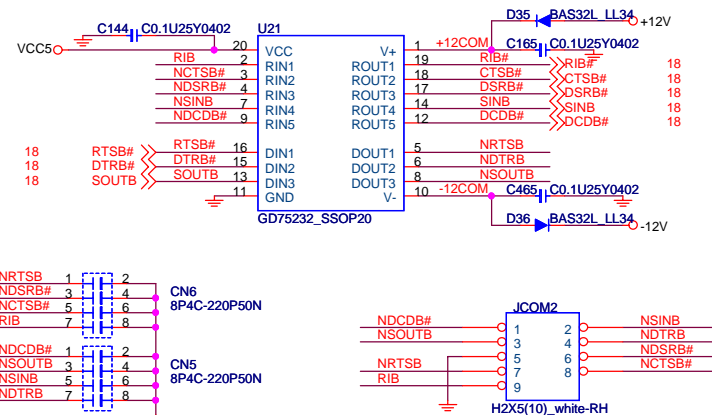 D35 BAS32L_LL34 +12V
C144 C0.1U25Y0402 U21
VCC5 +12COM C165 C0.1U25Y0402
20 VCC V+ 1
RIB 2 RIN1 ROUT1 19 RIB# RIB# 18
NCTSB# 3 RIN2 ROUT2 18 CTSB# CTSB# 18
NDSRB# 4 RIN3 ROUT3 17 DSRB# DSRB# 18
NSINB 7 RIN4 ROUT4 14 SINB SINB 18
NDCDB# 9 RIN5 ROUT5 12 DCDB# DCDB# 18
18 RTSB# RTSB# 16 DIN1 DOUT1 5 NRTSB
18 DTRB# DTRB# 15 DIN2 DOUT2 6 NDTRB
18 SOUTB SOUTB 13 DIN3 DOUT3 8 NSOUTB
11 GND V- 10 -12COM C465 C0.1U25Y0402
GD75232_SSOP20
D36 BAS32L_LL34 -12V
NRTSB 1 2
NDSRB# 3 4 CN6
NCTSB# 5 6 8P4C-220P50N
RIB 7 8
NDCDB# 1 2
NSOUTB 3 4 CN5
NSINB 5 6 8P4C-220P50N
NDTRB 7 8
JCOM2
NDCDB# 1 2 NSINB
NSOUTB 3 4 NDTRB
5 6 NDSRB#
NRTSB 7 8 NCTSB#
RIB 9
H2X5(10)_white-RH